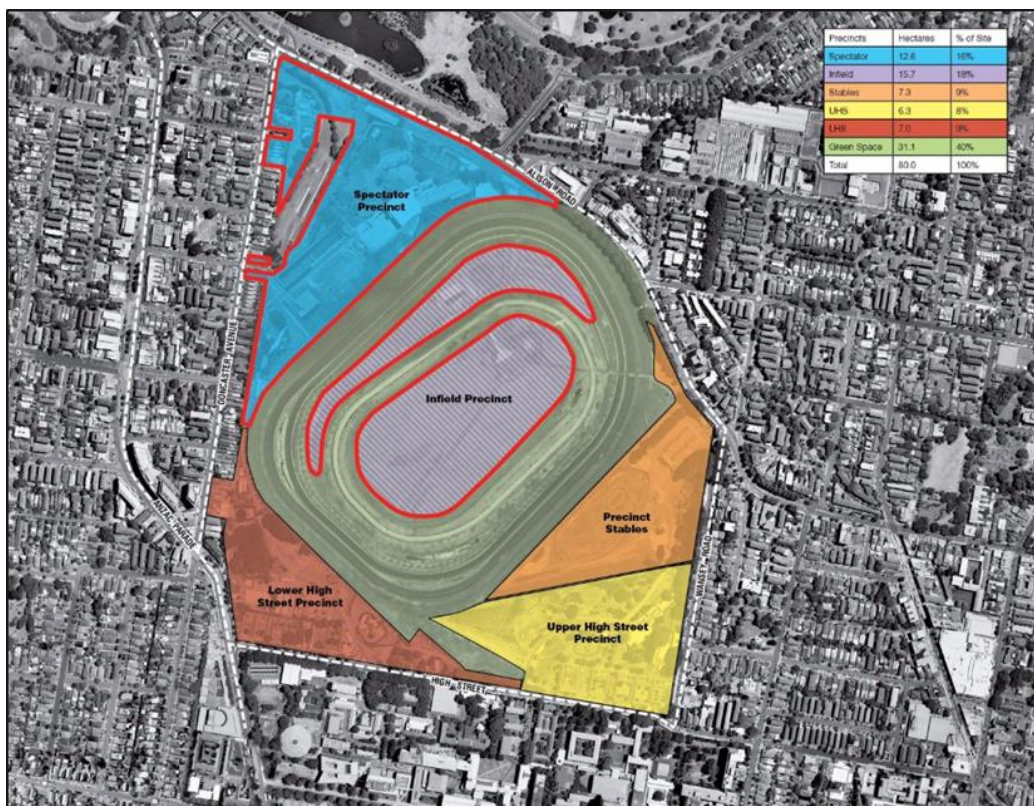 Precincts Hectares % of Site
Spectator 12.6 16%
Infield 15.7 18%
Stables 7.3 9%
UHS 6.3 8%
LHS 7.0 9%
Green Space 31.1 40%
Total 80.0 100%
ALISON ROAD
Spectator
Precinct
DONCASTER AVENUE
Infield Precinct
ANZAC PARADE
Precinct
Stables
WANSEY ROAD
Lower High
Street Precinct
Upper High Street
Precinct
HIGH STREET